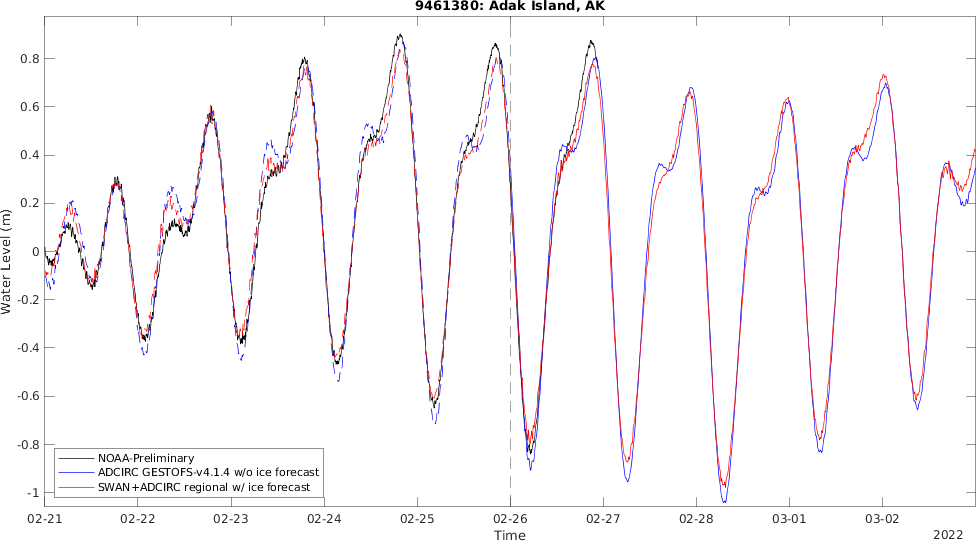 9461380: Adak Island, AK
Water Level (m)
0.8
0.6
0.4
0.2
0
-0.2
-0.4
-0.6
-0.8
-1
NOAA-Preliminary
ADCIRC GESTOFS-v4.1.4 w/o ice forecast
SWAN+ADCIRC regional w/ ice forecast
02-21 02-22 02-23 02-24 02-25 02-26 02-27 02-28 03-01 03-02
Time
2022